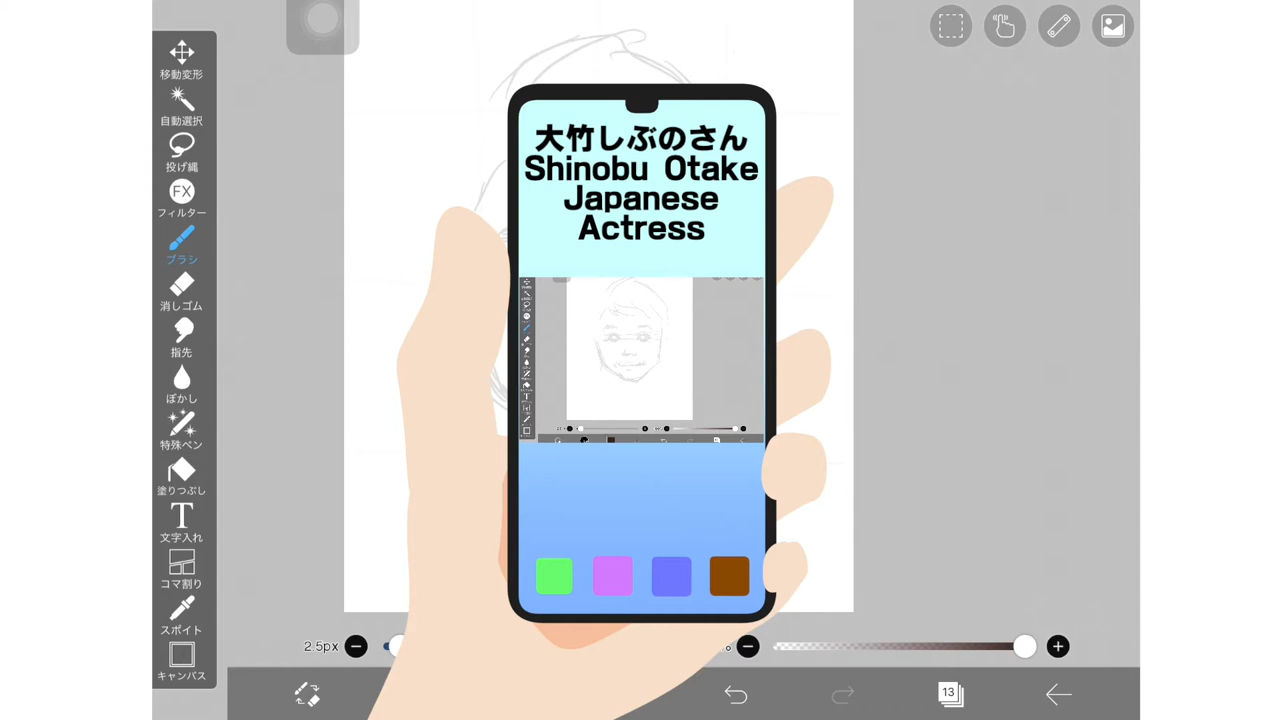 移動変形
自動選択
投げ縄
FX
フィルター
ブラシ
消しゴム
指先
ぼかし
特殊ペン
塗りつぶし
T
文字入れ
コマ割り
スポイト
キャンバス
大竹しぶのさん
Shinobu Otake
Japanese
Actress
2.5px
13